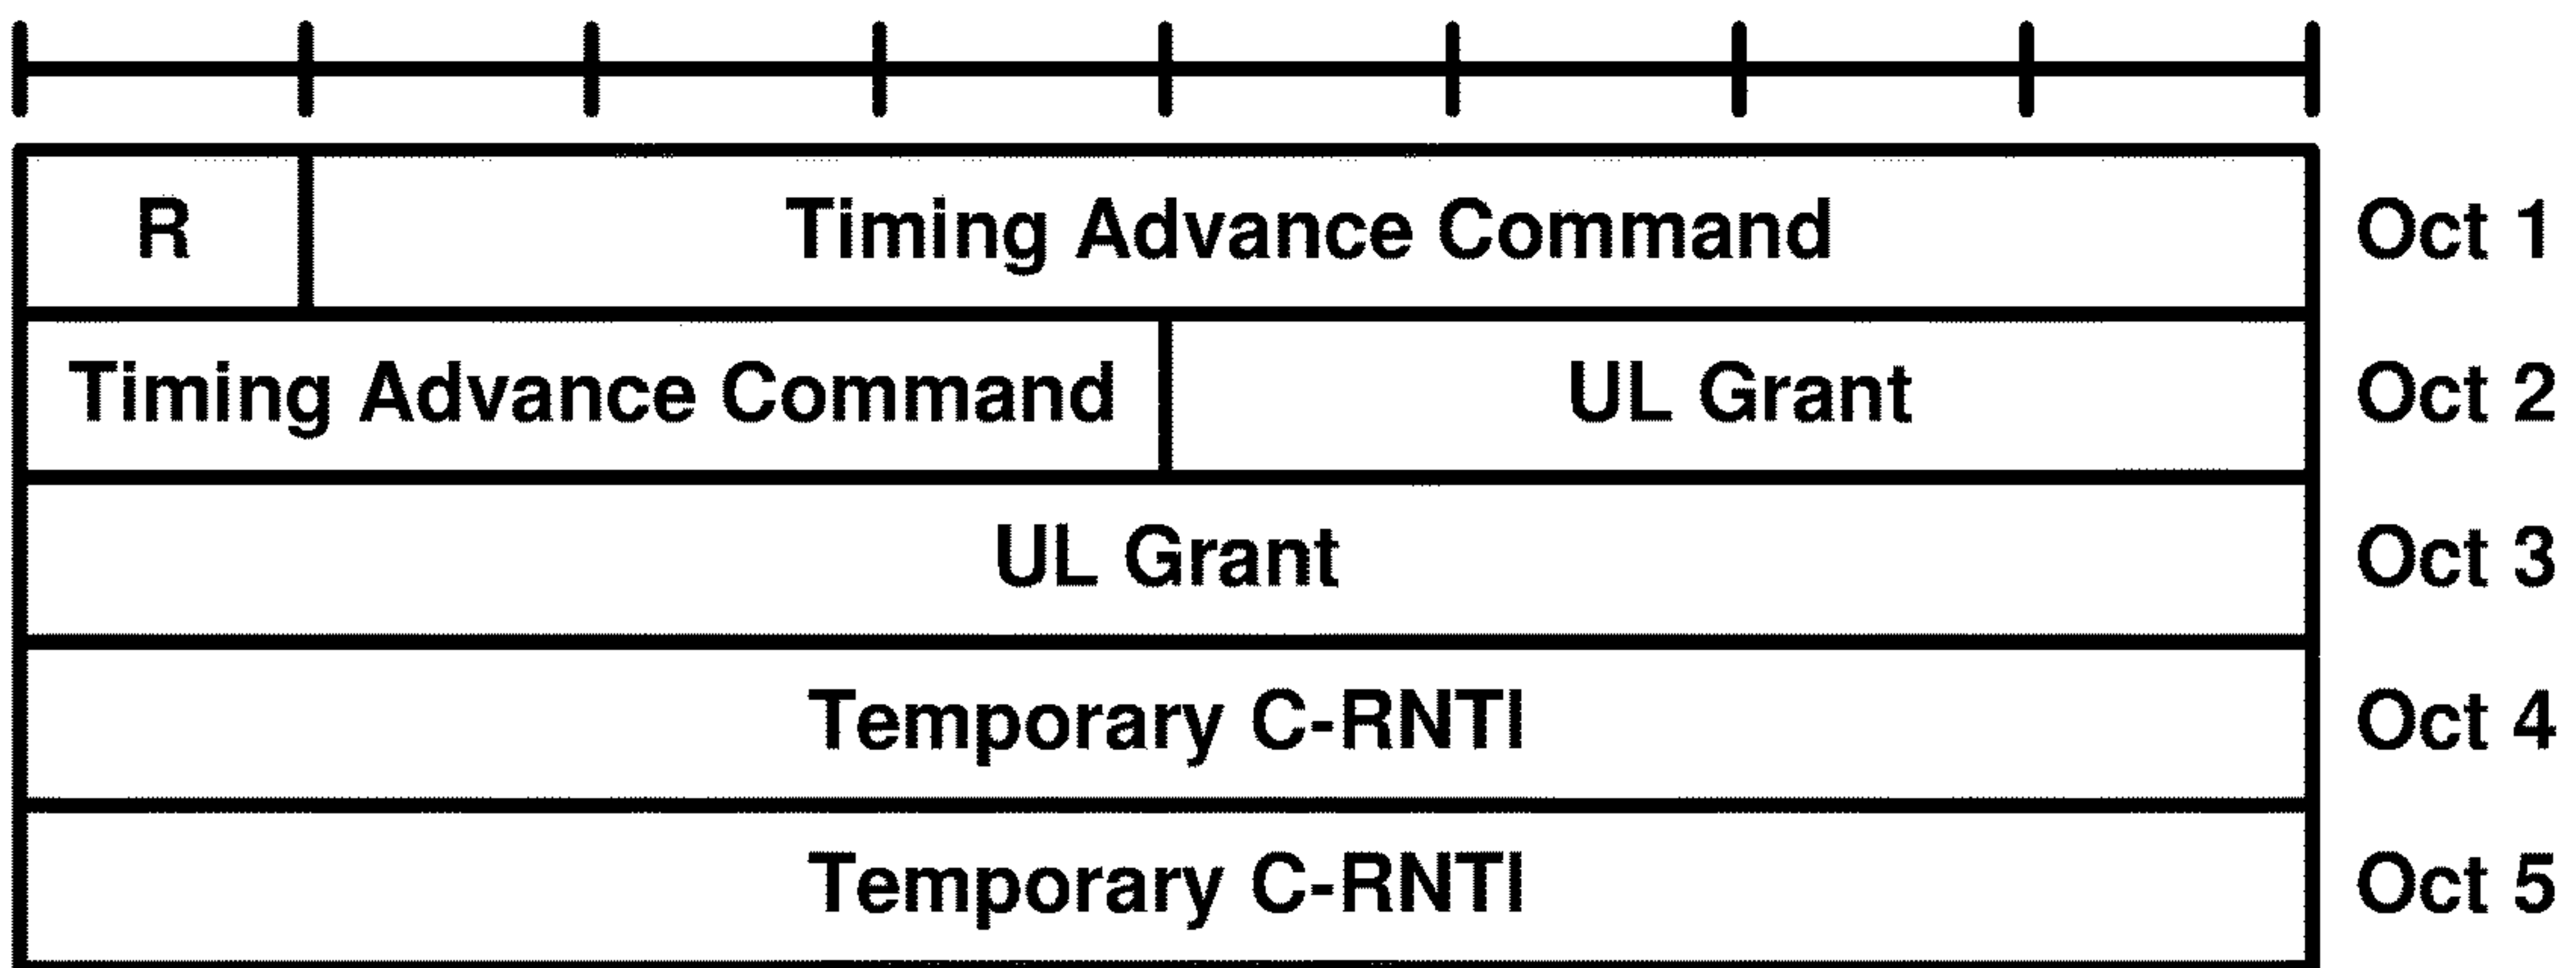 R Timing Advance Command Oct 1
Timing Advance Command UL Grant Oct 2
UL Grant Oct 3
Temporary C-RNTI Oct 4
Temporary C-RNTI Oct 5